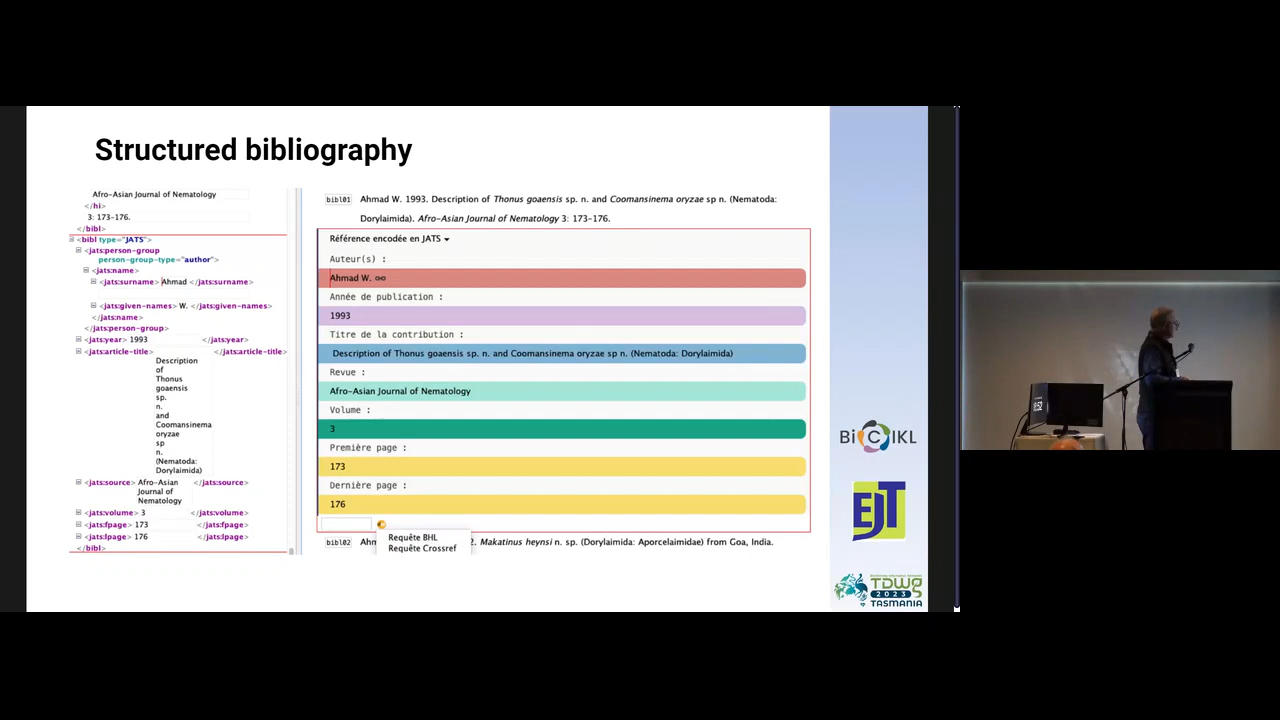 Structured bibliography
Afro-Asian Journal of Nematology
</hi>
3: 173–176.
</bibl>
<bibl type="JATS">
<jats:person-group
person-group-type="author">
<jats:name>
<jats:surname> Ahmad </jats:surname>
<jats:given-names> W. </jats:given-names>
</jats:name>
</jats:person-group>
<jats:year> 1993 </jats:year>
<jats:article-title> </jats:article-title>
Description
of
Thonus
goaensis
sp.
n.
and
Coomansinema
oryzae
sp
n.
(Nematoda:
Dorylaimida)
<jats:source> Afro-Asian </jats:source>
Journal of
Nematology
<jats:volume> 3 </jats:volume>
<jats:fpage> 173 </jats:fpage>
<jats:lpage> 176 </jats:lpage>
</bibl>
bibl01 Ahmad W. 1993. Description of Thonus goaensis sp. n. and Coomansinema oryzae sp n. (Nematoda:
Dorylaimida). Afro-Asian Journal of Nematology 3: 173–176.
Référence encodée en JATS
Auteur(s) :
Ahmad W.
Année de publication :
1993
Titre de la contribution :
Description of Thonus goaensis sp. n. and Coomansinema oryzae sp n. (Nematoda: Dorylaimida)
Revue :
Afro-Asian Journal of Nematology
Volume :
3
Première page :
173
Dernière page :
176
Requête BHL
Requête Crossref
bibl02 Ahm 2. Makatinus heynsi n. sp. (Dorylaimida: Aporcelaimidae) from Goa, India.
BiCIKL
EJT
TDWG
2023
TASMANIA